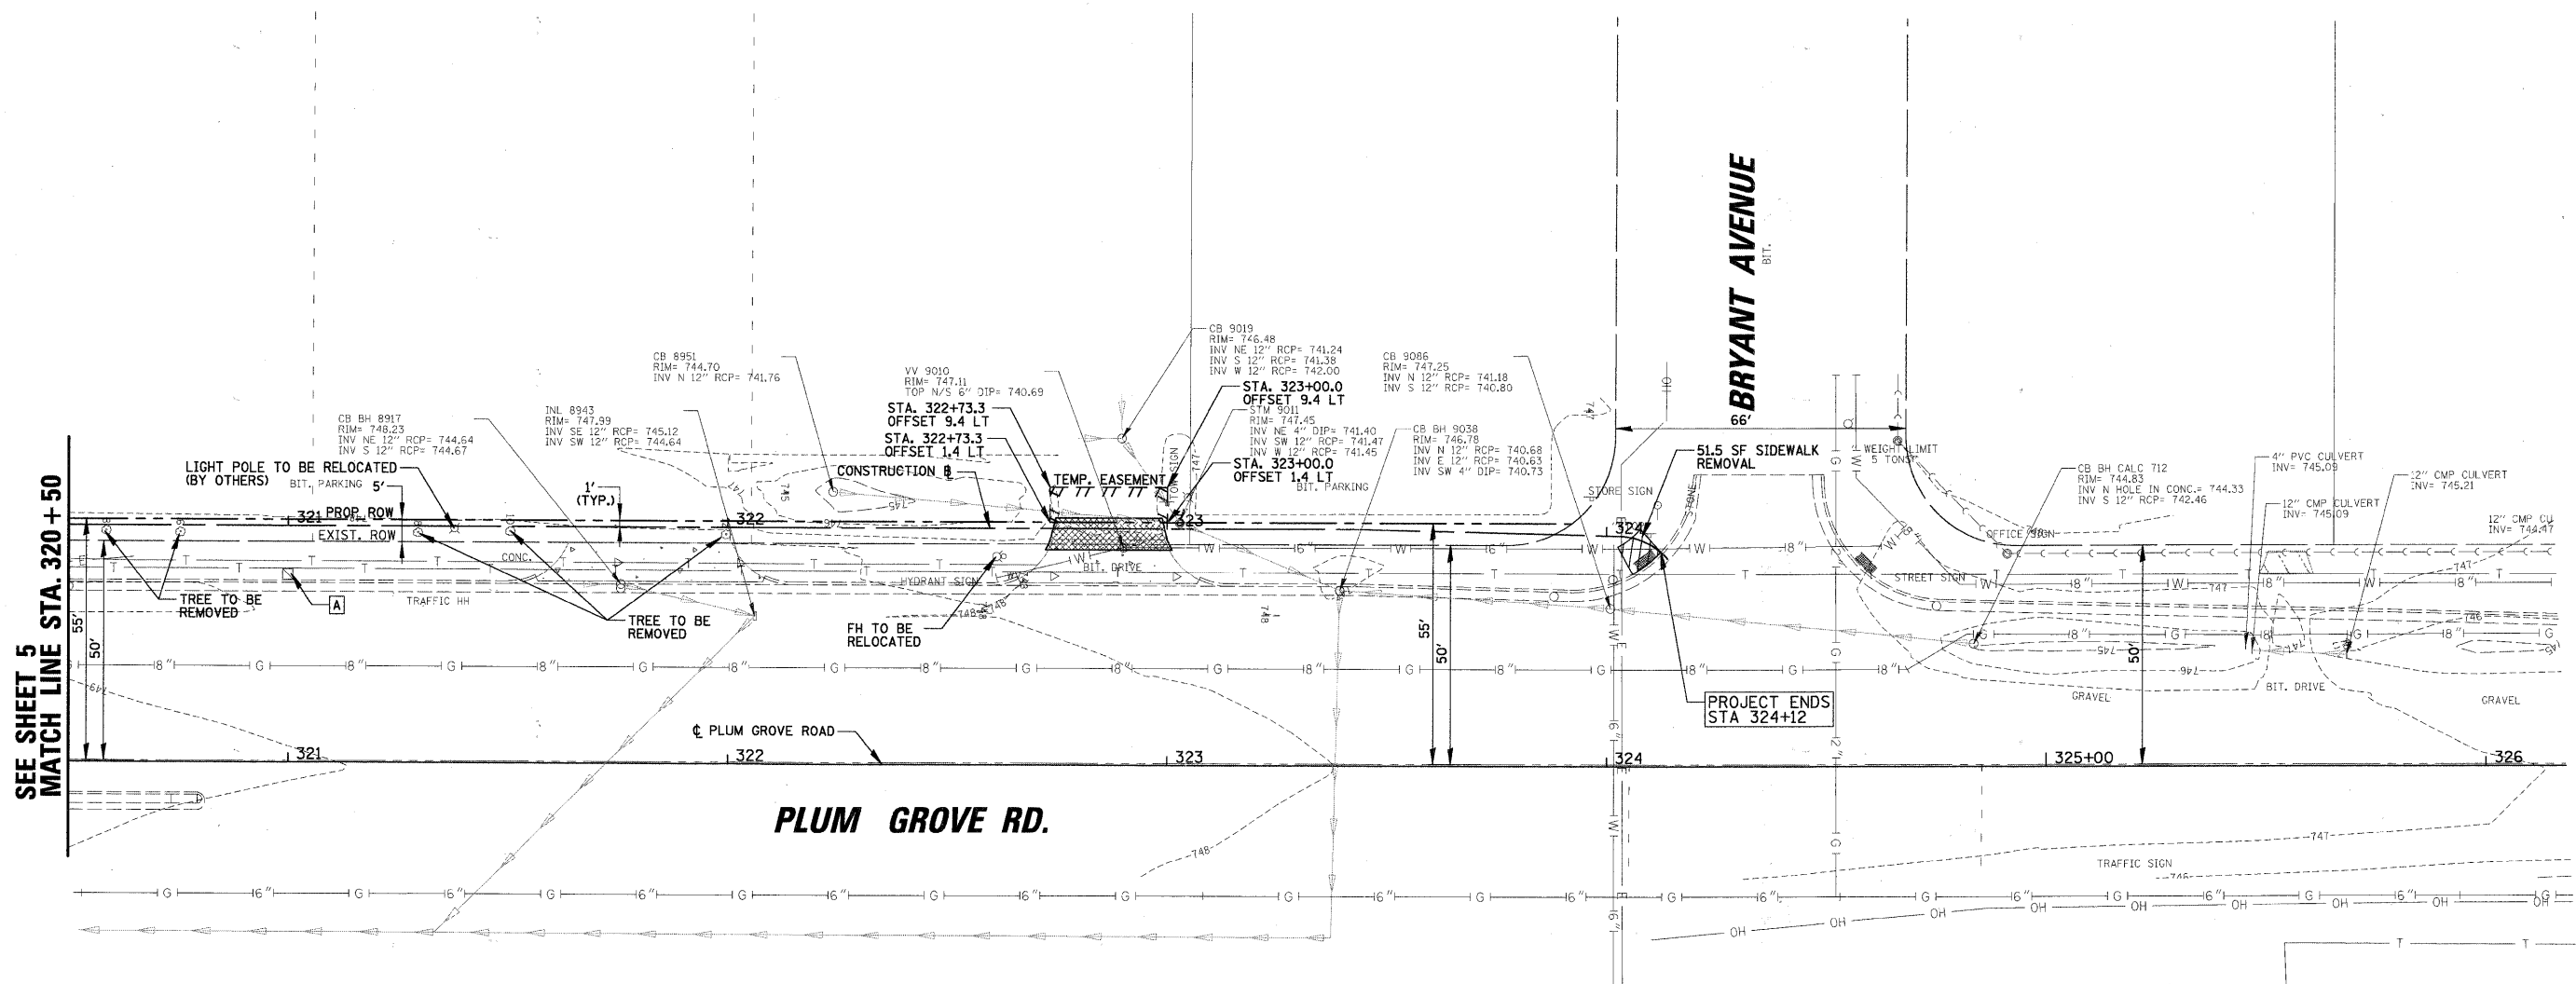 SEE SHEET 5
MATCH LINE STA. 320+50
CB BH 8917
RIM= 748.23
INV NE 12" RCP= 744.64
INV S 12" RCP= 744.67
LIGHT POLE TO BE RELOCATED
(BY OTHERS)
BIT. PARKING
5'
INL 8943
RIM= 747.99
INV SE 12" RCP= 745.12
INV SW 12" RCP= 744.64
CB 8951
RIM= 744.70
INV N 12" RCP= 741.76
VV 9010
RIM= 747.11
TOP N/S 6" DIP= 740.69
STA. 322+73.3
OFFSET 9.4 LT
STA. 322+73.3
OFFSET 1.4 LT
CONSTRUCTION B
TEMP. EASEMENT
CB 9019
RIM= 746.48
INV NE 12" RCP= 741.24
INV S 12" RCP= 741.38
INV W 12" RCP= 742.00
STA. 323+00.0
OFFSET 9.4 LT
STM 9011
RIM= 747.45
INV NE 4" DIP= 741.40
INV SW 12" RCP= 741.47
INV W 12" RCP= 741.45
STA. 323+00.0
OFFSET 1.4 LT
BIT. PARKING
CB 9086
RIM= 747.25
INV N 12" RCP= 741.18
INV S 12" RCP= 740.80
CB BH 9038
RIM= 746.78
INV N 12" RCP= 740.68
INV E 12" RCP= 740.63
INV SW 4" DIP= 740.73
BRYANT AVENUE
BIT.
66'
51.5 SF SIDEWALK
REMOVAL
STORE SIGN
STONE
WEIGHT LIMIT
5 TONS
OFFICE SIGN
STREET SIGN
CB BH CALC 712
RIM= 744.83
INV N HOLE IN CONC.= 744.33
INV S 12" RCP= 742.46
4" PVC CULVERT
INV= 745.09
12" CMP CULVERT
INV= 745.09
12" CMP CULVERT
INV= 745.21
12" CMP CU
INV= 744.47
1'
(TYP.)
PROP. ROW
EXIST. ROW
321
322
323
324
CONC.
TREE TO BE
REMOVED
A
TRAFFIC HH
TREE TO BE
REMOVED
HYDRANT SIGN
BIT. DRIVE
FH TO BE
RELOCATED
55'
50'
55'
50'
50'
745
745
747
747
748
748
748
749
747
746
745
746
GRAVEL
BIT. DRIVE
GRAVEL
PROJECT ENDS
STA 324+12
℄ PLUM GROVE ROAD
321
322
323
324
325+00
326
PLUM GROVE RD.
748
747
TRAFFIC SIGN
746